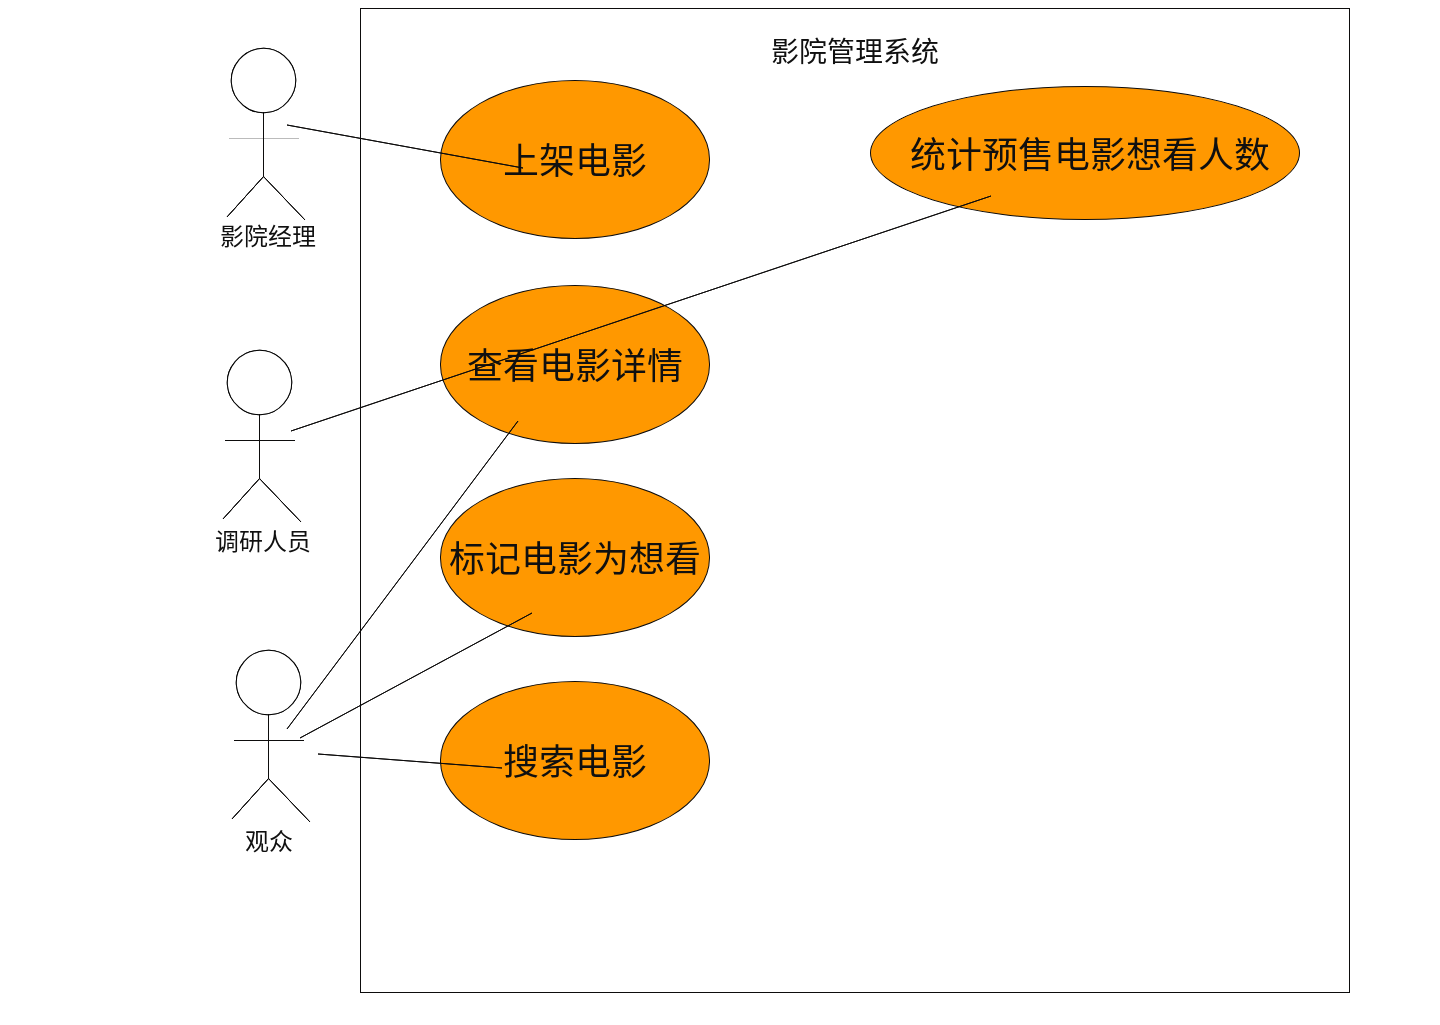 影院管理系统
上架电影
统计预售电影想看人数
影院经理
查看电影详情
调研人员
标记电影为想看
搜索电影
观众